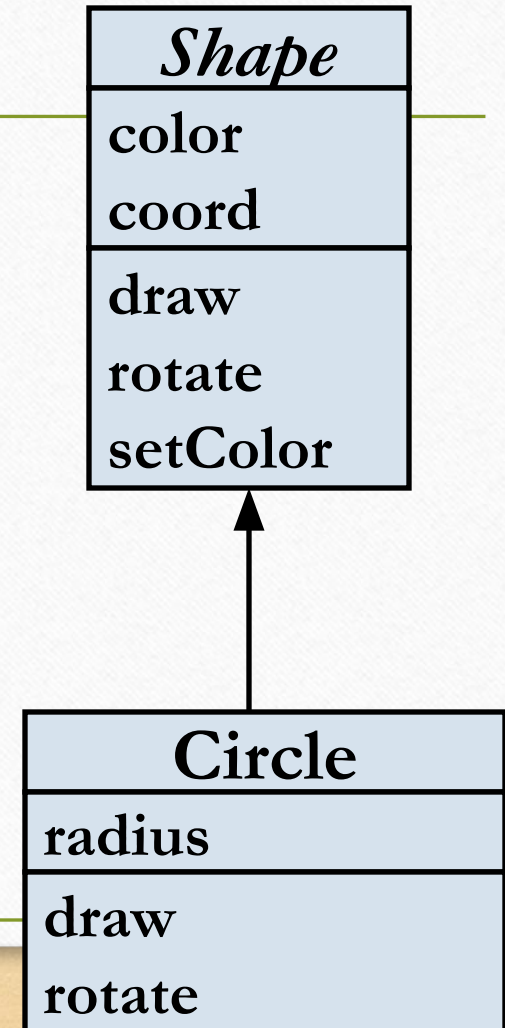 Shape
color
coord
draw
rotate
setColor
Circle
radius
draw
rotate